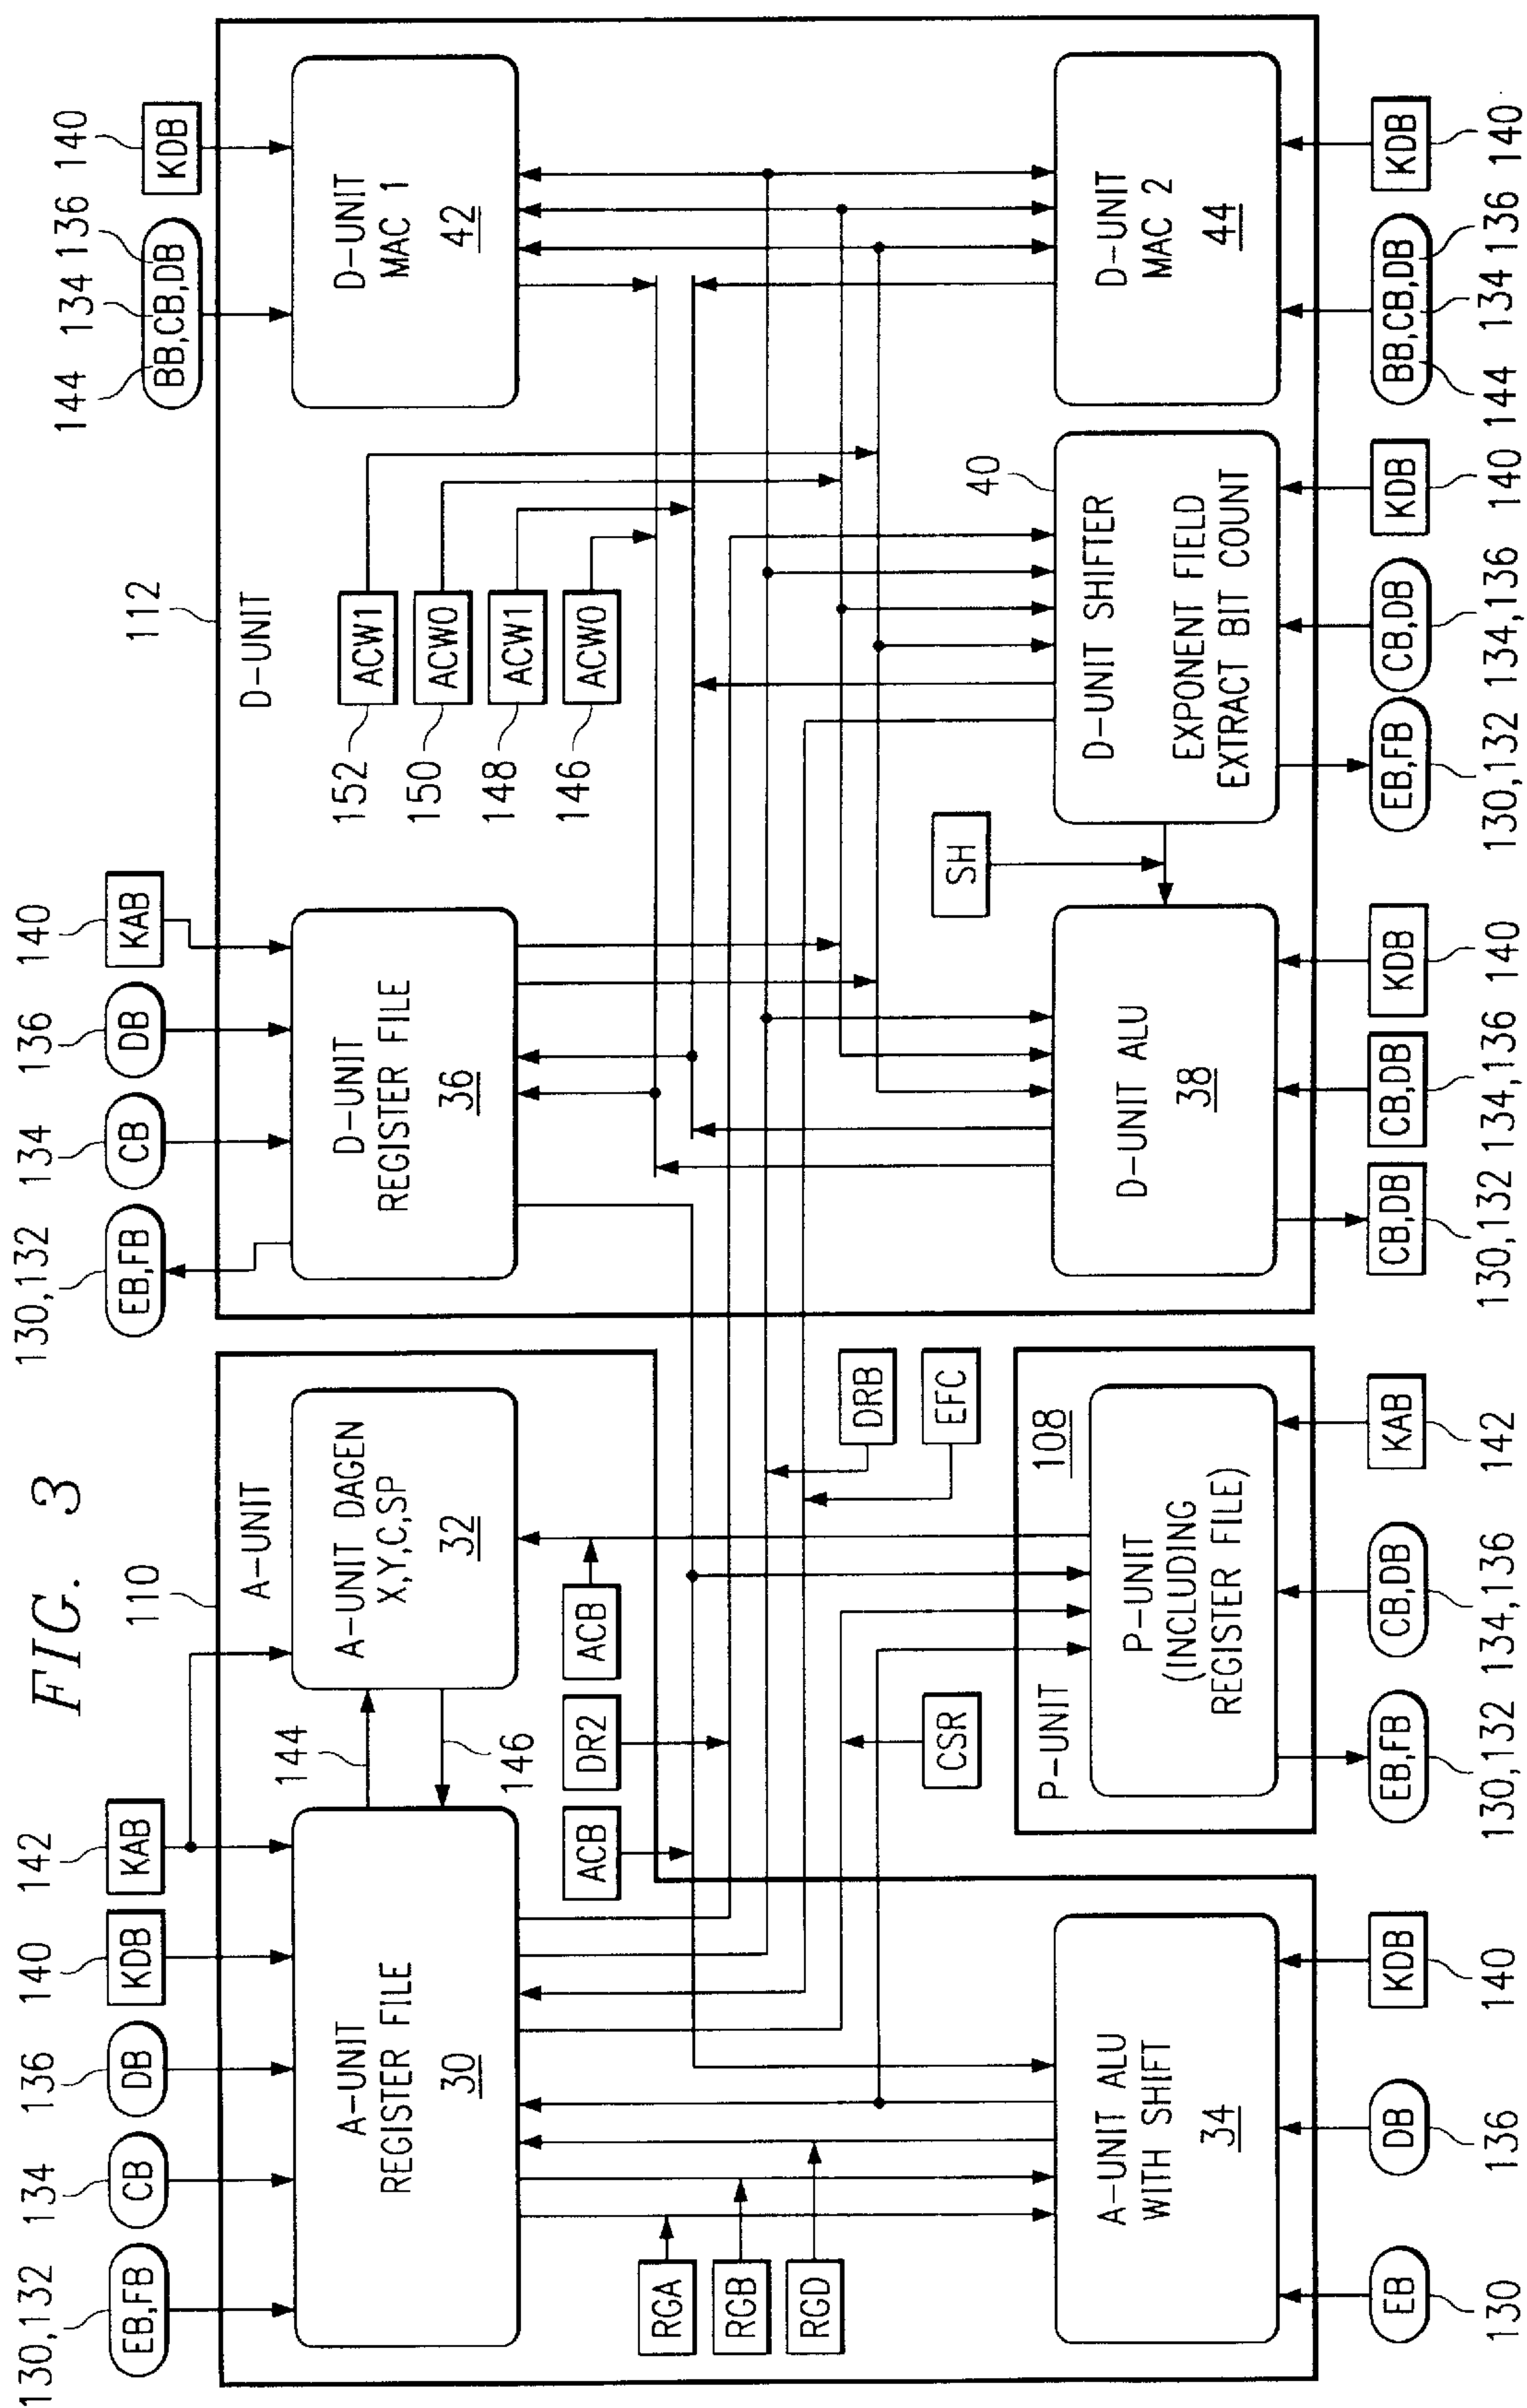 FIG. 3
130,132
134
136
140
142
EB,FB
CB
DB
KDB
KAB
110
A-UNIT
A-UNIT
REGISTER FILE
30
144
146
A-UNIT DAGEN
X,Y,C,SP
32
RGA
RGB
RGD
ACB
DR2
ACB
CSR
DRB
EFC
A-UNIT ALU
WITH SHIFT
34
EB
DB
KDB
130
136
140
P-UNIT
108
P-UNIT
(INCLUDING
REGISTER FILE)
EB,FB
CB,DB
KAB
130,132
134,136
142
130,132
134
136
140
EB,FB
CB
DB
KAB
112
D-UNIT
D-UNIT
REGISTER FILE
36
152
ACW1
150
ACW0
148
ACW1
146
ACW0
144
134
136
140
BB,CB,DB
KDB
D-UNIT
MAC 1
42
SH
D-UNIT ALU
38
40
D-UNIT SHIFTER
EXPONENT FIELD
EXTRACT BIT COUNT
D-UNIT
MAC 2
44
CB,DB
CB,DB
KDB
130,132
134,136
140
EB,FB
CB,DB
KDB
130,132
134,136
140
BB,CB,DB
KDB
144
134
136
140